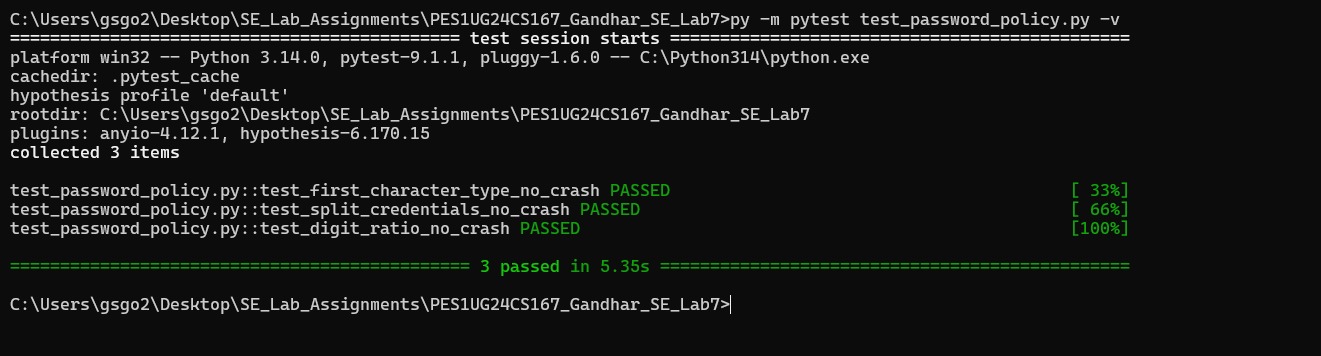 C:\Users\gsgo2\Desktop\SE_Lab_Assignments\PES1UG24CS167_Gandhar_SE_Lab7>py -m pytest test_password_policy.py -v
============================================= test session starts ==============================================
platform win32 -- Python 3.14.0, pytest-9.1.1, pluggy-1.6.0 -- C:\Python314\python.exe
cachedir: .pytest_cache
hypothesis profile 'default'
rootdir: C:\Users\gsgo2\Desktop\SE_Lab_Assignments\PES1UG24CS167_Gandhar_SE_Lab7
plugins: anyio-4.12.1, hypothesis-6.170.15
collected 3 items
test_password_policy.py::test_first_character_type_no_crash PASSED [ 33%]
test_password_policy.py::test_split_credentials_no_crash PASSED [ 66%]
test_password_policy.py::test_digit_ratio_no_crash PASSED [100%]
============================================== 3 passed in 5.35s ===============================================
C:\Users\gsgo2\Desktop\SE_Lab_Assignments\PES1UG24CS167_Gandhar_SE_Lab7>